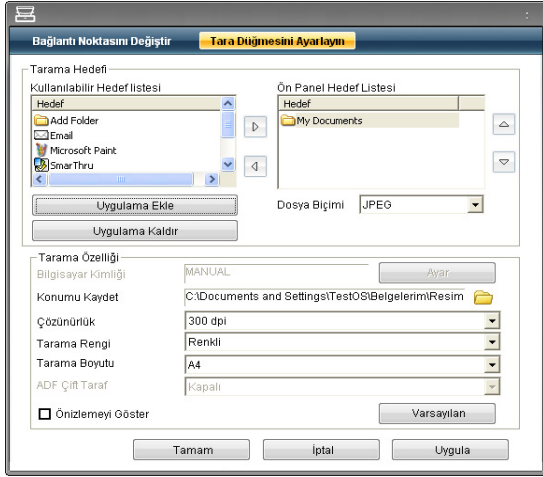 Bağlantı Noktasını Değiştir
Tara Düğmesini Ayarlayın
Tarama Hedefi
Kullanılabilir Hedef listesi
Hedef
Add Folder
Email
Microsoft Paint
SmarThru
Uygulama Ekle
Uygulama Kaldır
Ön Panel Hedef Listesi
Hedef
My Documents
Dosya Biçimi JPEG
Tarama Özelliği
Bilgisayar Kimliği MANUAL Ayar
Konumu Kaydet C:\Documents and Settings\TestOS\Belgelerim\Resim
Çözünürlük 300 dpi
Tarama Rengi Renkli
Tarama Boyutu A4
ADF Çift Taraf Kapalı
Önizlemeyi Göster Varsayılan
Tamam İptal Uygula